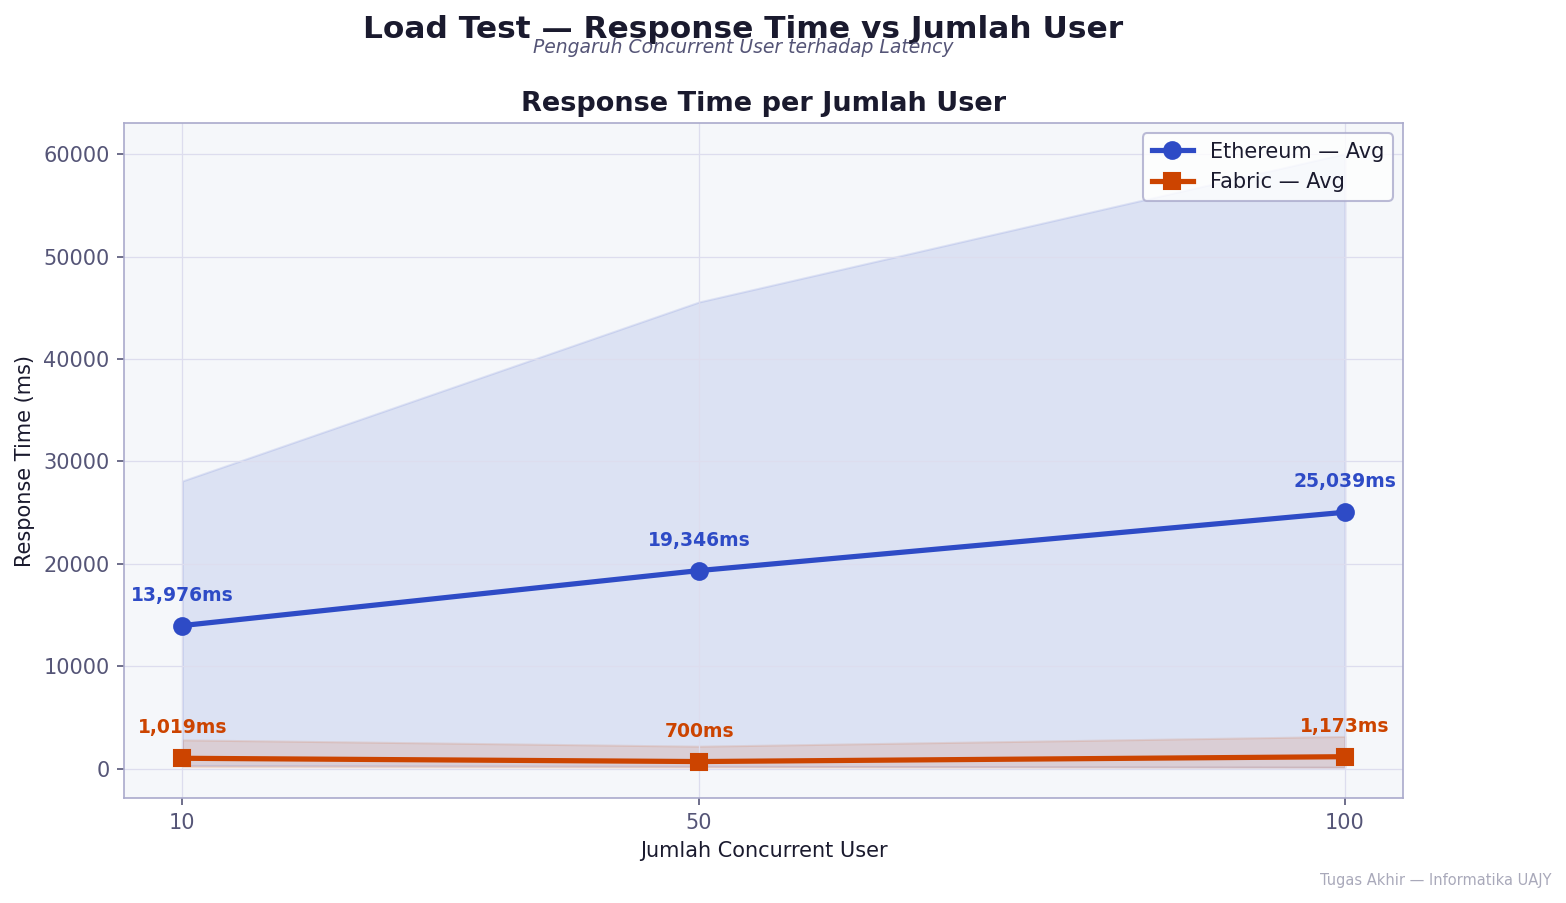 Load Test — Response Time vs Jumlah User
Pengaruh Concurrent User terhadap Latency
Response Time per Jumlah User
Ethereum — Avg
Fabric — Avg
Response Time (ms)
60000
50000
40000
30000
20000
10000
0
13,976ms
19,346ms
25,039ms
1,019ms
700ms
1,173ms
10
50
100
Jumlah Concurrent User
Tugas Akhir — Informatika UAJY